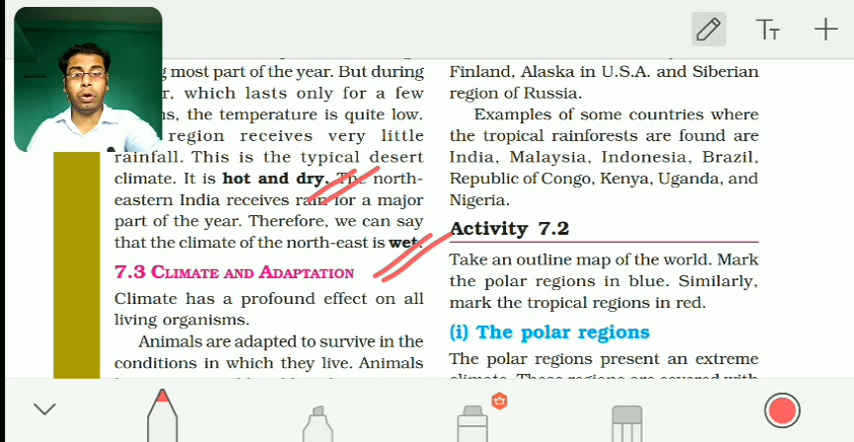 most part of the year. But during
which lasts only for a few
the temperature is quite low.
region receives very little
rainfall. This is the typical desert
climate. It is hot and dry. The north-
eastern India receives rain for a major
part of the year. Therefore, we can say
that the climate of the north-east is wet.
7.3 CLIMATE AND ADAPTATION
Climate has a profound effect on all
living organisms.
Animals are adapted to survive in the
conditions in which they live. Animals
Finland, Alaska in U.S.A. and Siberian
region of Russia.
Examples of some countries where
the tropical rainforests are found are
India, Malaysia, Indonesia, Brazil,
Republic of Congo, Kenya, Uganda, and
Nigeria.
Activity 7.2
Take an outline map of the world. Mark
the polar regions in blue. Similarly,
mark the tropical regions in red.
(i) The polar regions
The polar regions present an extreme
climate. These regions are covered with
TT